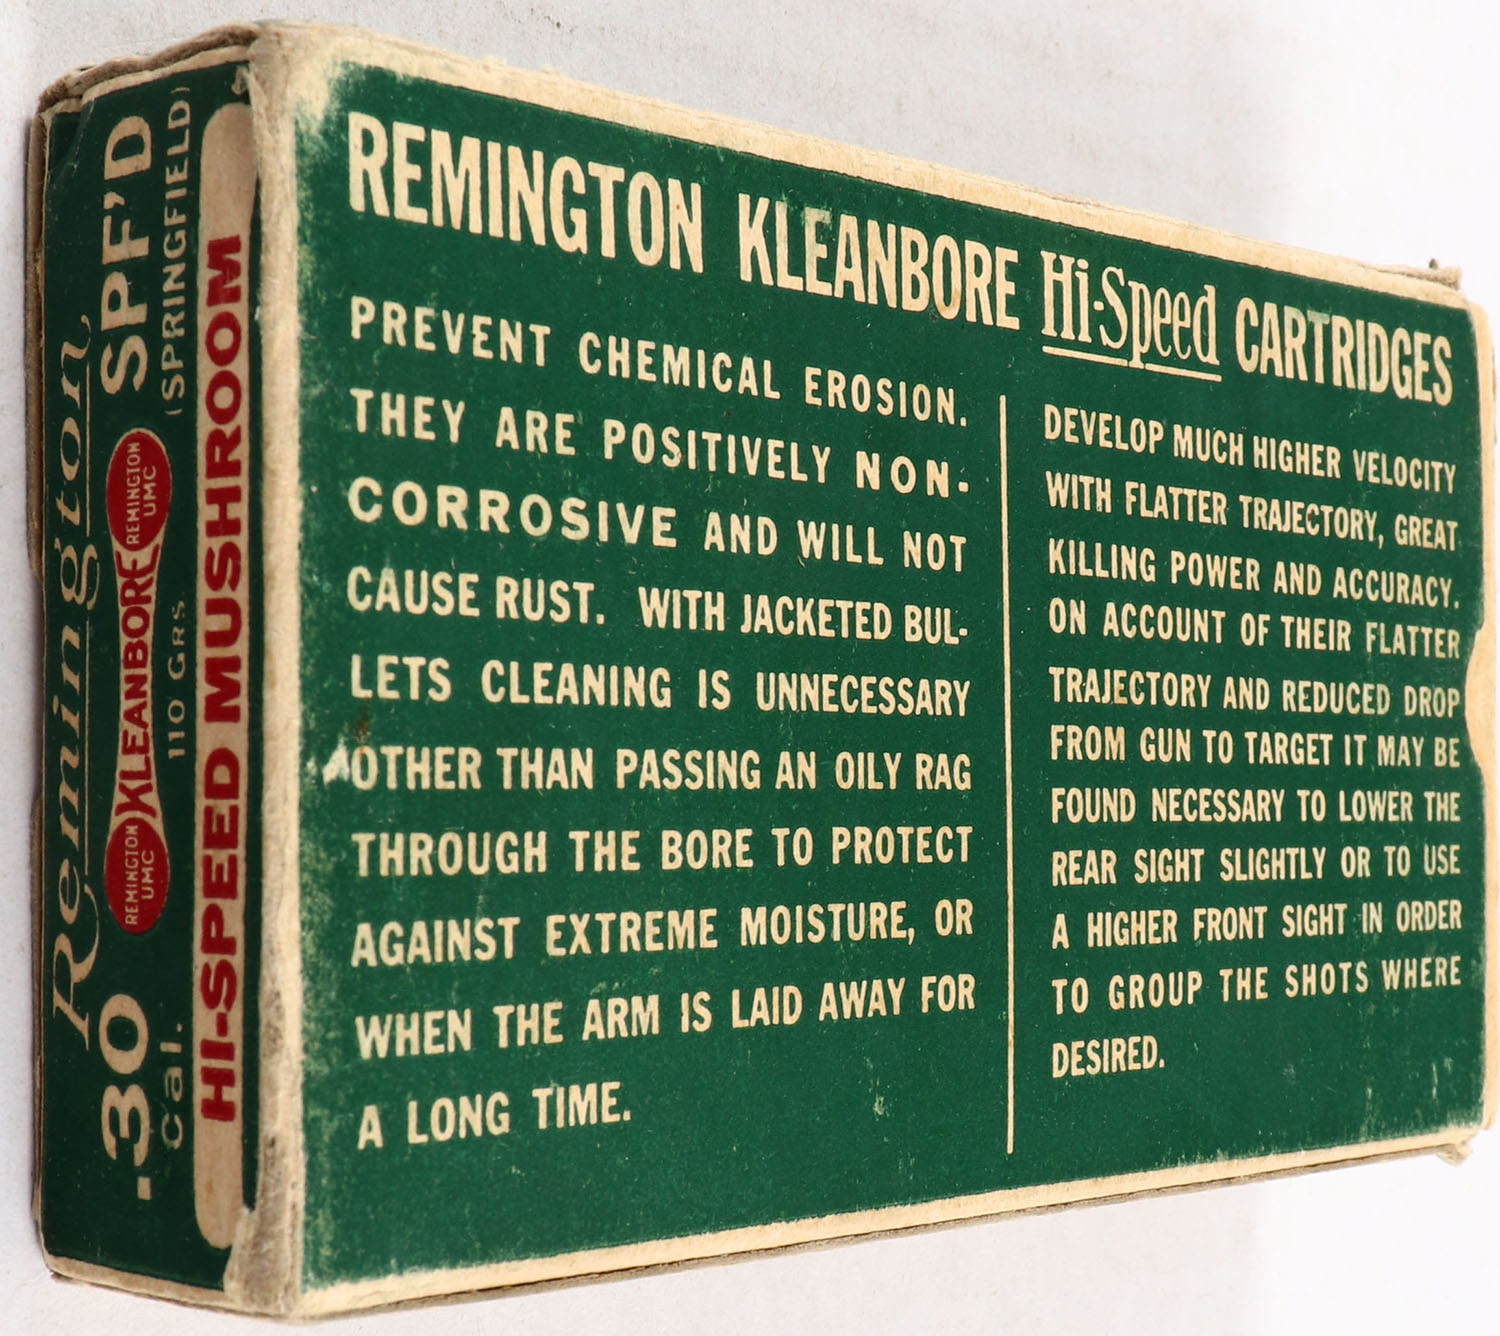 REMINGTON KLEANBORE Hi-Speed CARTRIDGES
PREVENT CHEMICAL EROSION.
THEY ARE POSITIVELY NON-
CORROSIVE AND WILL NOT
CAUSE RUST. WITH JACKETED BUL-
LETS CLEANING IS UNNECESSARY
OTHER THAN PASSING AN OILY RAG
THROUGH THE BORE TO PROTECT
AGAINST EXTREME MOISTURE, OR
WHEN THE ARM IS LAID AWAY FOR
A LONG TIME.
DEVELOP MUCH HIGHER VELOCITY
WITH FLATTER TRAJECTORY, GREAT
KILLING POWER AND ACCURACY.
ON ACCOUNT OF THEIR FLATTER
TRAJECTORY AND REDUCED DROP
FROM GUN TO TARGET IT MAY BE
FOUND NECESSARY TO LOWER THE
REAR SIGHT SLIGHTLY OR TO USE
A HIGHER FRONT SIGHT IN ORDER
TO GROUP THE SHOTS WHERE
DESIRED.
Remington
.30 REMINGTON UMC KLEANBORE REMINGTON UMC SPF'D
Cal. 110 Grs. (SPRINGFIELD)
HI-SPEED MUSHROOM